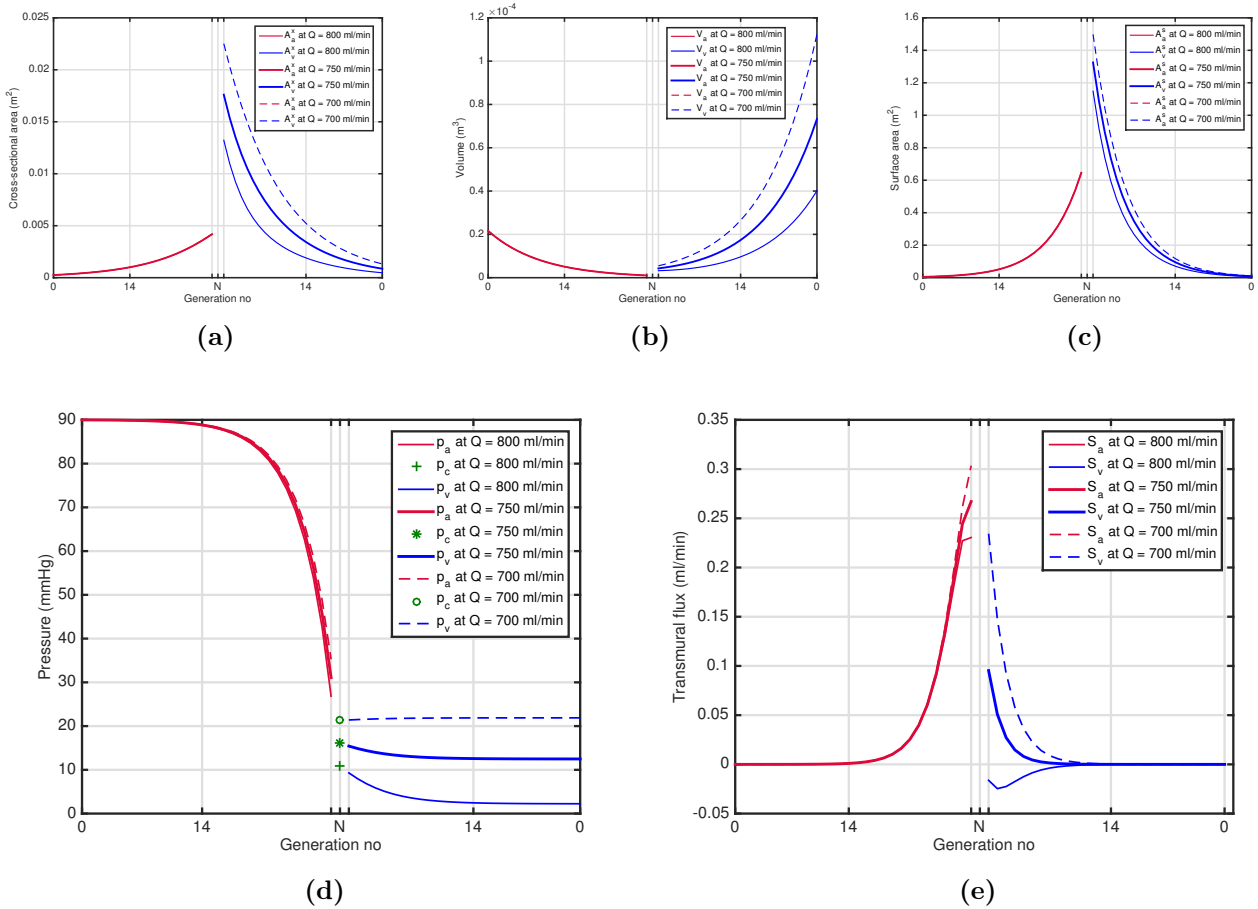 0.025
0.02
0.015
0.01
0.005
0
Cross-sectional area (m²)
A_a^x at Q = 800 ml/min
A_v^x at Q = 800 ml/min
A_a^x at Q = 750 ml/min
A_v^x at Q = 750 ml/min
A_a^x at Q = 700 ml/min
A_v^x at Q = 700 ml/min
0 14 N 14 0
Generation no
(a)
×10⁻⁴
1.2
1
0.8
0.6
0.4
0.2
0
Volume (m³)
V_a at Q = 800 ml/min
V_v at Q = 800 ml/min
V_a at Q = 750 ml/min
V_v at Q = 750 ml/min
V_a at Q = 700 ml/min
V_v at Q = 700 ml/min
0 14 N 14 0
Generation no
(b)
1.6
1.4
1.2
1
0.8
0.6
0.4
0.2
0
Surface area (m²)
A_a^s at Q = 800 ml/min
A_v^s at Q = 800 ml/min
A_a^s at Q = 750 ml/min
A_v^s at Q = 750 ml/min
A_a^s at Q = 700 ml/min
A_a^s at Q = 700 ml/min
0 14 N 14 0
Generation no
(c)
90
80
70
60
50
40
30
20
10
0
Pressure (mmHg)
p_a at Q = 800 ml/min
p_c at Q = 800 ml/min
p_v at Q = 800 ml/min
p_a at Q = 750 ml/min
p_c at Q = 750 ml/min
p_v at Q = 750 ml/min
p_a at Q = 700 ml/min
p_c at Q = 700 ml/min
p_v at Q = 700 ml/min
0 14 N 14 0
Generation no
(d)
0.35
0.3
0.25
0.2
0.15
0.1
0.05
0
-0.05
Transmural flux (ml/min)
S_a at Q = 800 ml/min
S_v at Q = 800 ml/min
S_a at Q = 750 ml/min
S_v at Q = 750 ml/min
S_a at Q = 700 ml/min
S_v at Q = 700 ml/min
0 14 N 14 0
Generation no
(e)